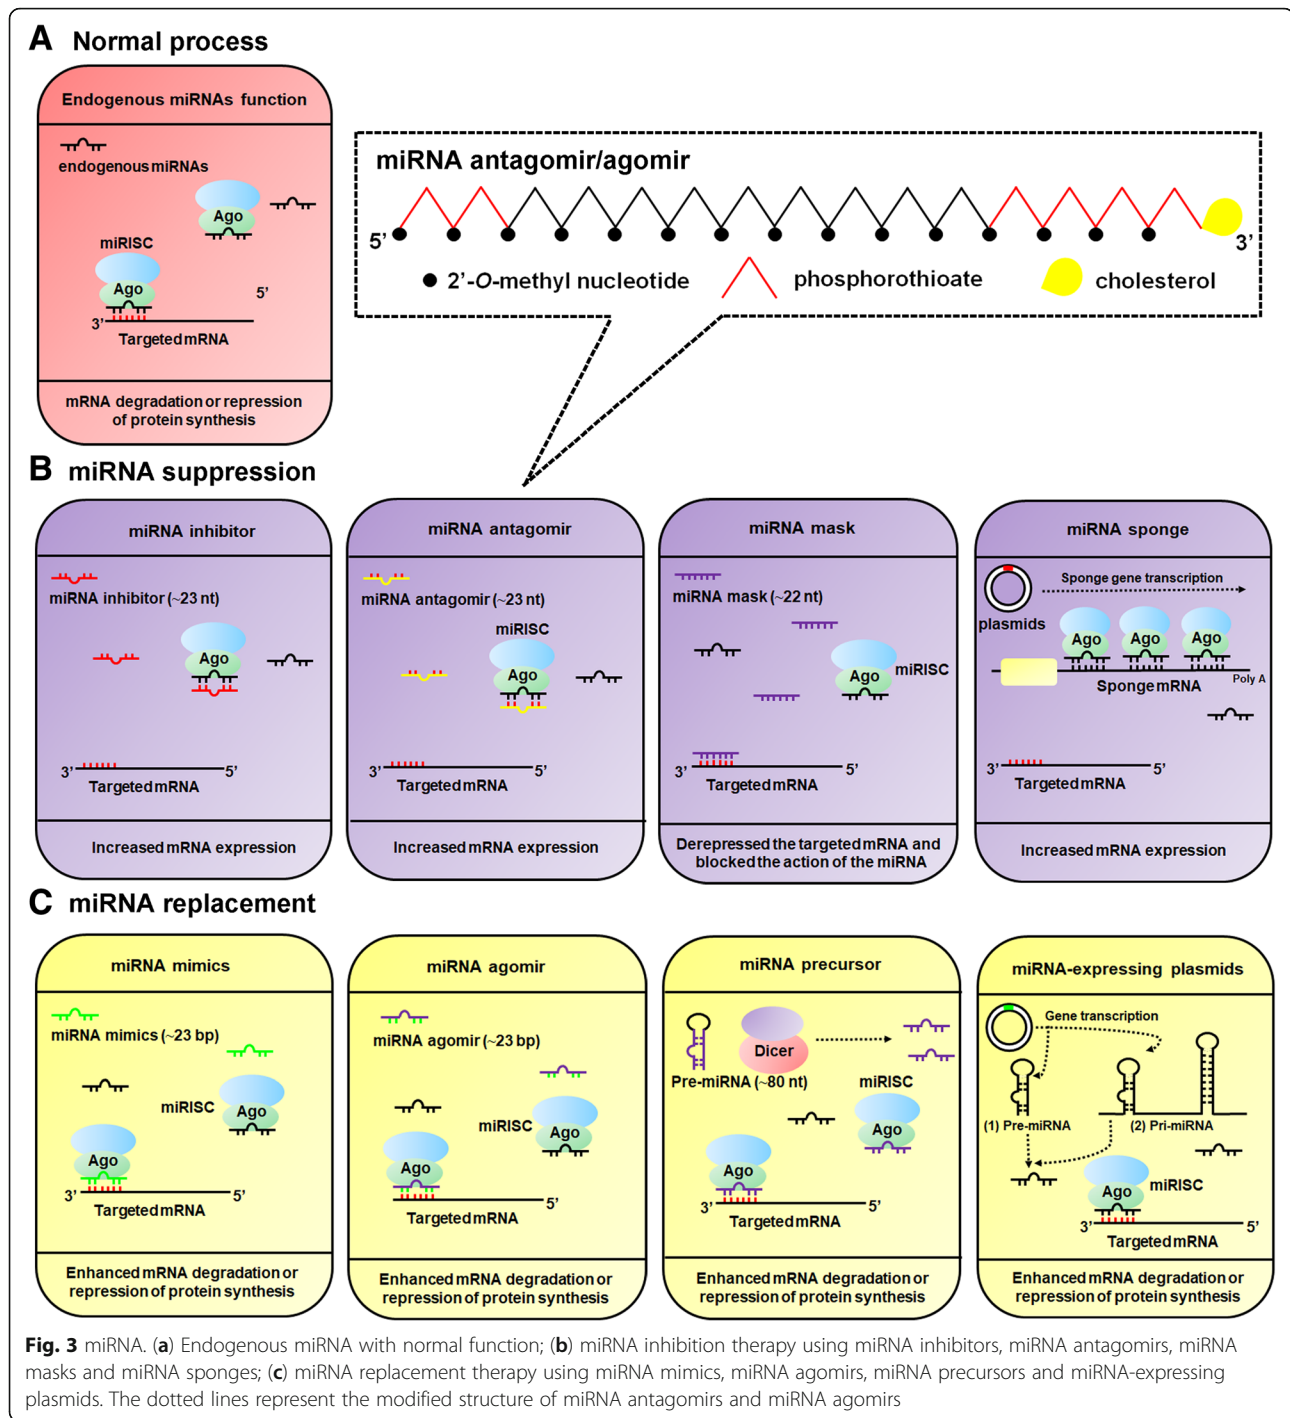 A Normal process
Endogenous miRNAs function
endogenous miRNAs
Ago
miRISC
Ago
5'
3'
Targeted mRNA
mRNA degradation or repression
of protein synthesis
miRNA antagomir/agomir
5'
3'
2'-O-methyl nucleotide
phosphorothioate
cholesterol
B miRNA suppression
miRNA inhibitor
miRNA inhibitor (~23 nt)
Ago
3'
5'
Targeted mRNA
Increased mRNA expression
miRNA antagomir
miRNA antagomir (~23 nt)
miRISC
Ago
3'
5'
Targeted mRNA
Increased mRNA expression
miRNA mask
miRNA mask (~22 nt)
Ago
miRISC
3'
5'
Targeted mRNA
Derepressed the targeted mRNA and
blocked the action of the miRNA
miRNA sponge
Sponge gene transcription
plasmids
Ago
Ago
Ago
Sponge mRNA
Poly A
3'
5'
Targeted mRNA
Increased mRNA expression
C miRNA replacement
miRNA mimics
miRNA mimics (~23 bp)
miRISC
Ago
Ago
3'
5'
Targeted mRNA
Enhanced mRNA degradation or
repression of protein synthesis
miRNA agomir
miRNA agomir (~23 bp)
miRISC
Ago
Ago
5'
Targeted mRNA
Enhanced mRNA degradation or
repression of protein synthesis
miRNA precursor
Dicer
Pre-miRNA (~80 nt)
miRISC
Ago
Ago
3'
5'
Targeted mRNA
Enhanced mRNA degradation or
repression of protein synthesis
miRNA-expressing plasmids
Gene transcription
(1) Pre-miRNA
(2) Pri-miRNA
Ago
miRISC
3'
5'
Targeted mRNA
Enhanced mRNA degradation or
repression of protein synthesis
Fig. 3 miRNA. (a) Endogenous miRNA with normal function; (b) miRNA inhibition therapy using miRNA inhibitors, miRNA antagomirs, miRNA
masks and miRNA sponges; (c) miRNA replacement therapy using miRNA mimics, miRNA agomirs, miRNA precursors and miRNA-expressing
plasmids. The dotted lines represent the modified structure of miRNA antagomirs and miRNA agomirs